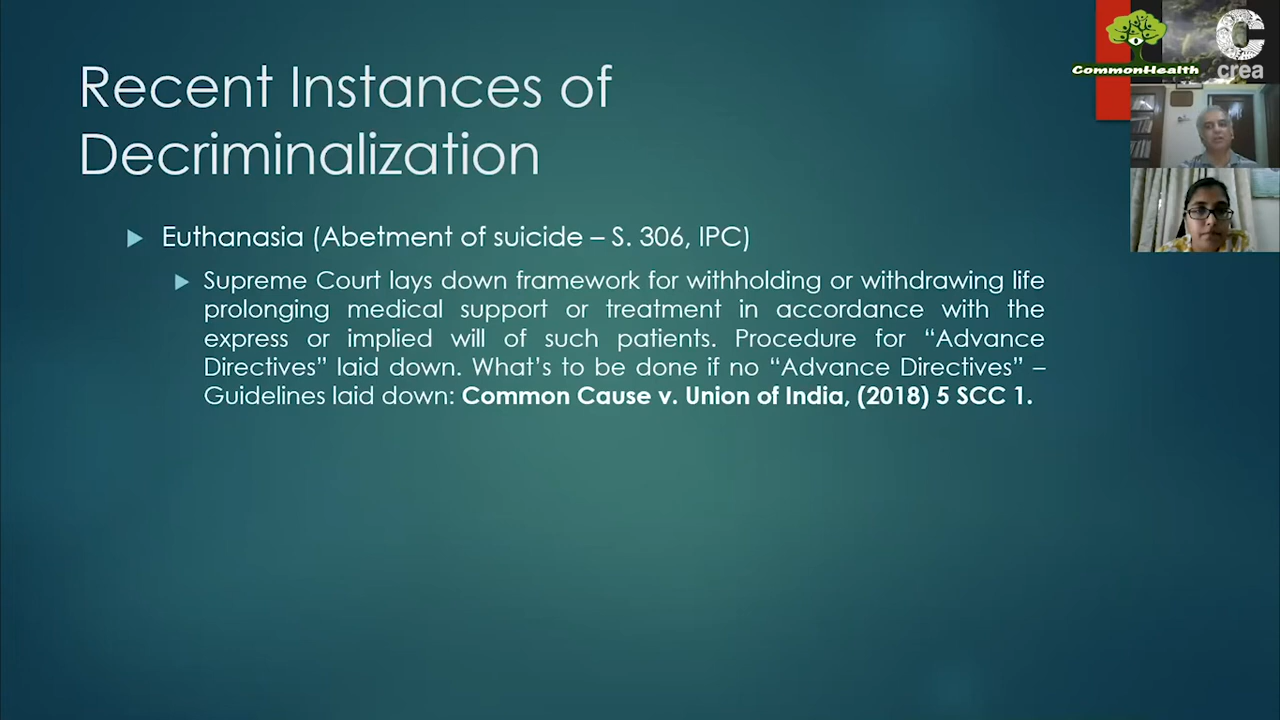 Recent Instances of
Decriminalization
Euthanasia (Abetment of suicide – S. 306, IPC)
Supreme Court lays down framework for withholding or withdrawing life
prolonging medical support or treatment in accordance with the
express or implied will of such patients. Procedure for “Advance
Directives” laid down. What’s to be done if no “Advance Directives” –
Guidelines laid down: Common Cause v. Union of India, (2018) 5 SCC 1.
CommonHealth
crea